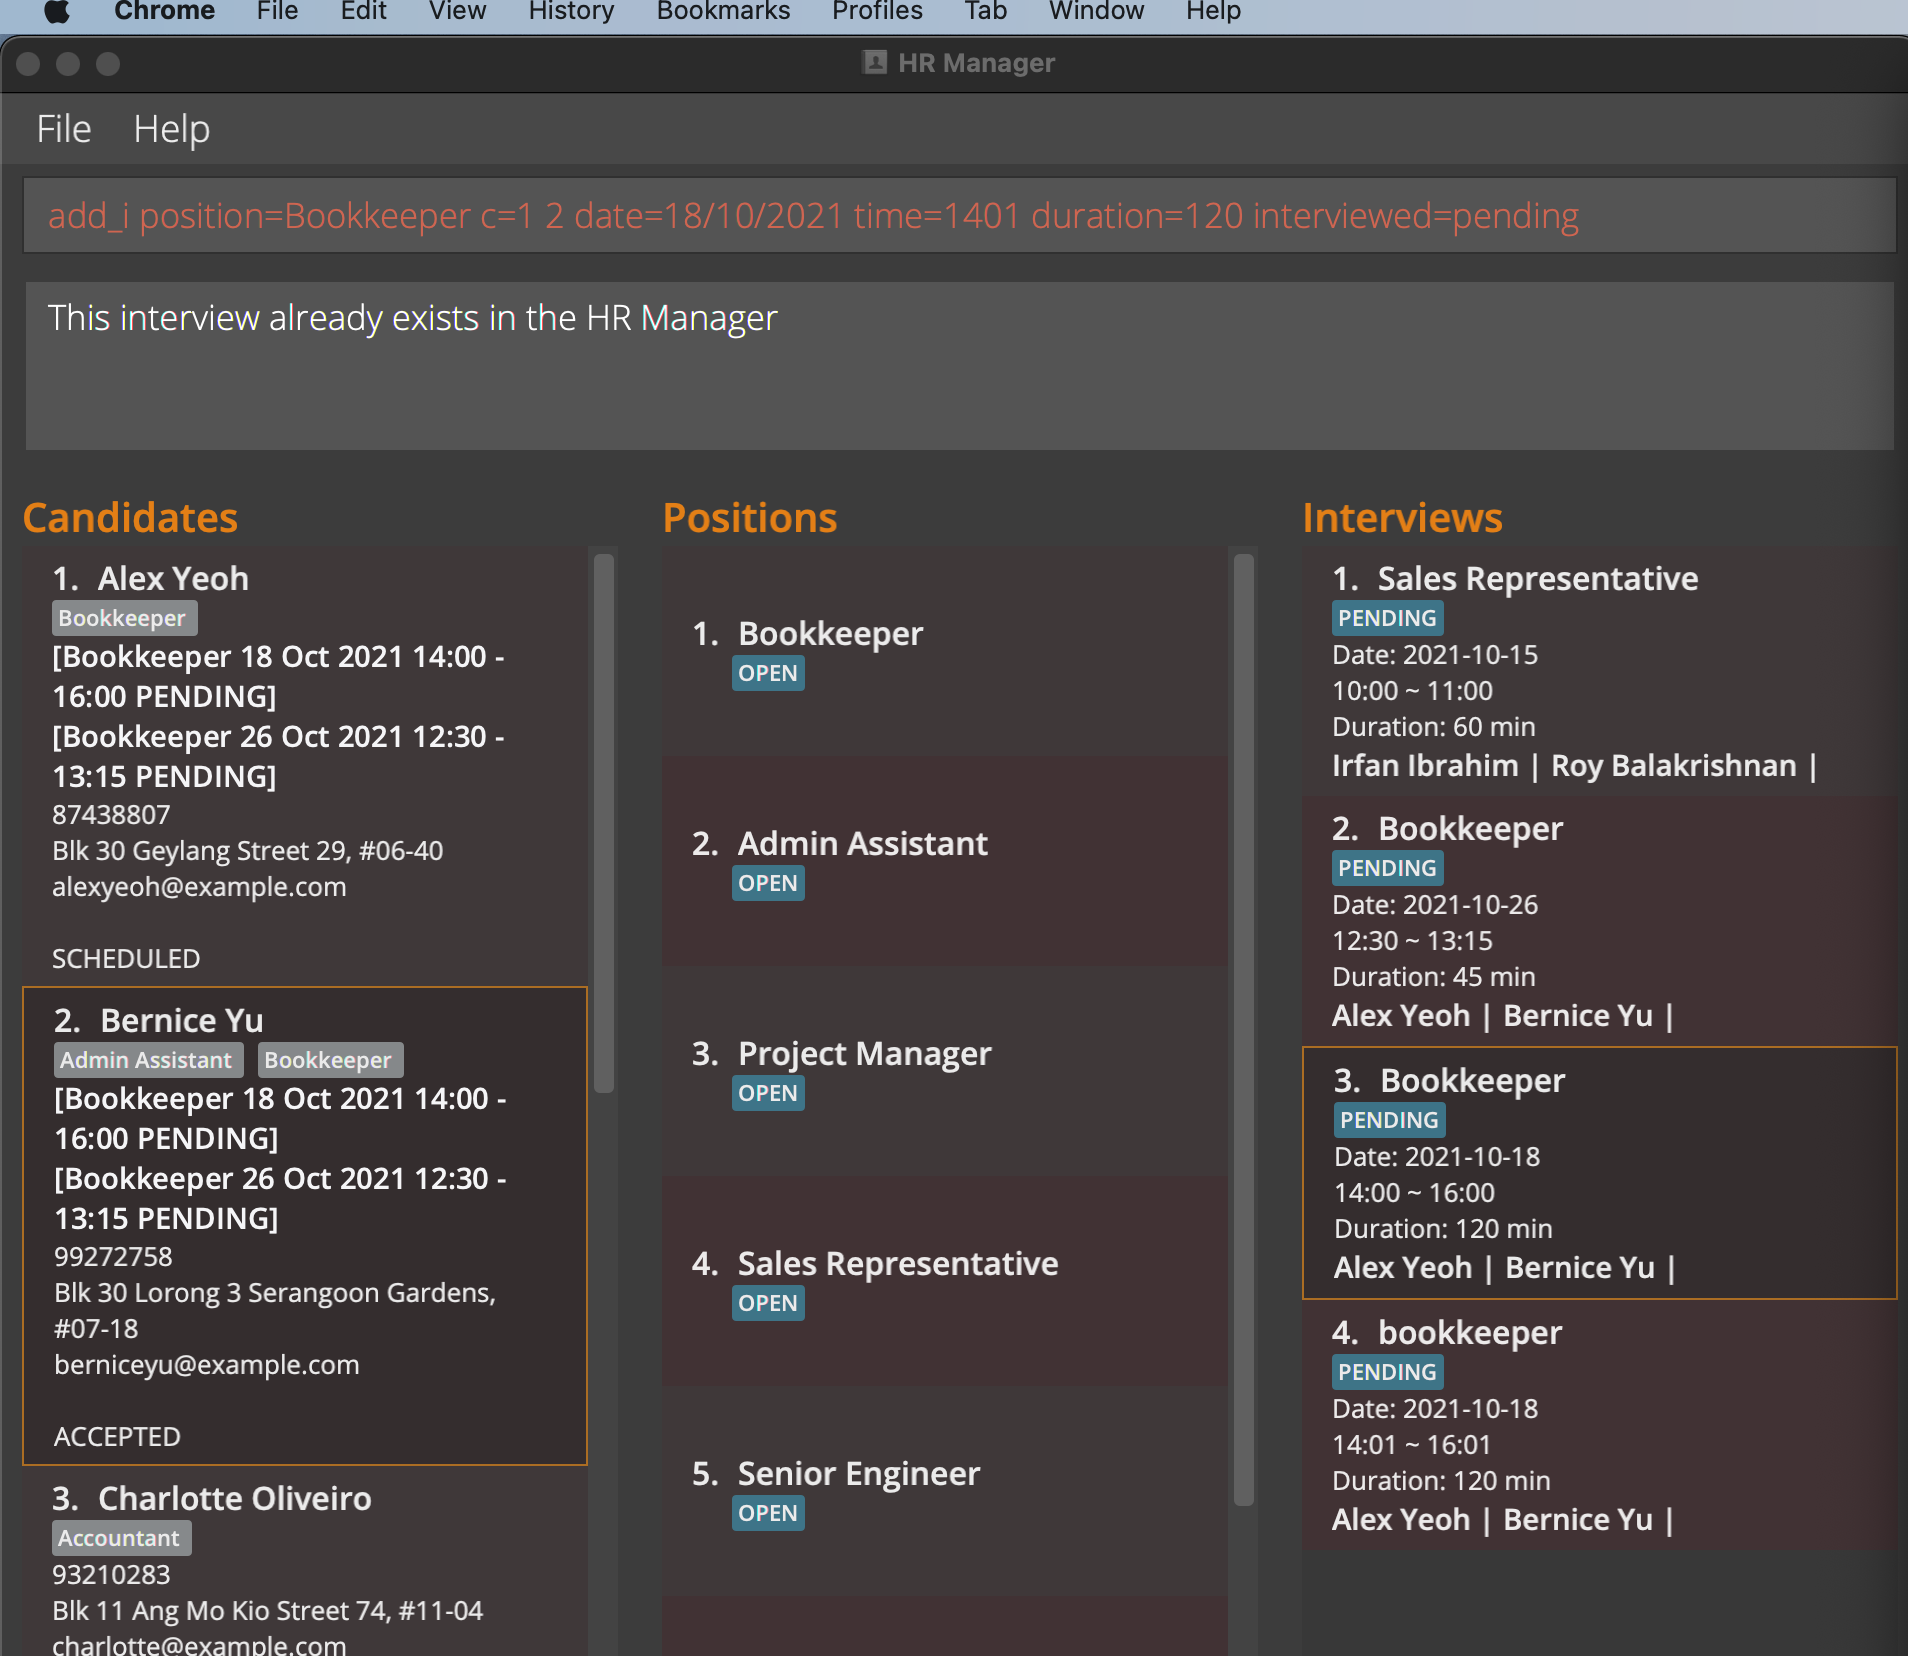 Chrome File Edit View History Bookmarks Profiles Tab Window Help
HR Manager
File Help
add_i position=Bookkeeper c=1 2 date=18/10/2021 time=1401 duration=120 interviewed=pending
This interview already exists in the HR Manager
Candidates
1. Alex Yeoh
Bookkeeper
[Bookkeeper 18 Oct 2021 14:00 -
16:00 PENDING]
[Bookkeeper 26 Oct 2021 12:30 -
13:15 PENDING]
87438807
Blk 30 Geylang Street 29, #06-40
alexyeoh@example.com
SCHEDULED
2. Bernice Yu
Admin Assistant Bookkeeper
[Bookkeeper 18 Oct 2021 14:00 -
16:00 PENDING]
[Bookkeeper 26 Oct 2021 12:30 -
13:15 PENDING]
99272758
Blk 30 Lorong 3 Serangoon Gardens,
#07-18
berniceyu@example.com
ACCEPTED
3. Charlotte Oliveiro
Accountant
93210283
Blk 11 Ang Mo Kio Street 74, #11-04
charlotte@example.com
Positions
1. Bookkeeper
OPEN
2. Admin Assistant
OPEN
3. Project Manager
OPEN
4. Sales Representative
OPEN
5. Senior Engineer
OPEN
Interviews
1. Sales Representative
PENDING
Date: 2021-10-15
10:00 ~ 11:00
Duration: 60 min
Irfan Ibrahim | Roy Balakrishnan |
2. Bookkeeper
PENDING
Date: 2021-10-26
12:30 ~ 13:15
Duration: 45 min
Alex Yeoh | Bernice Yu |
3. Bookkeeper
PENDING
Date: 2021-10-18
14:00 ~ 16:00
Duration: 120 min
Alex Yeoh | Bernice Yu |
4. bookkeeper
PENDING
Date: 2021-10-18
14:01 ~ 16:01
Duration: 120 min
Alex Yeoh | Bernice Yu |